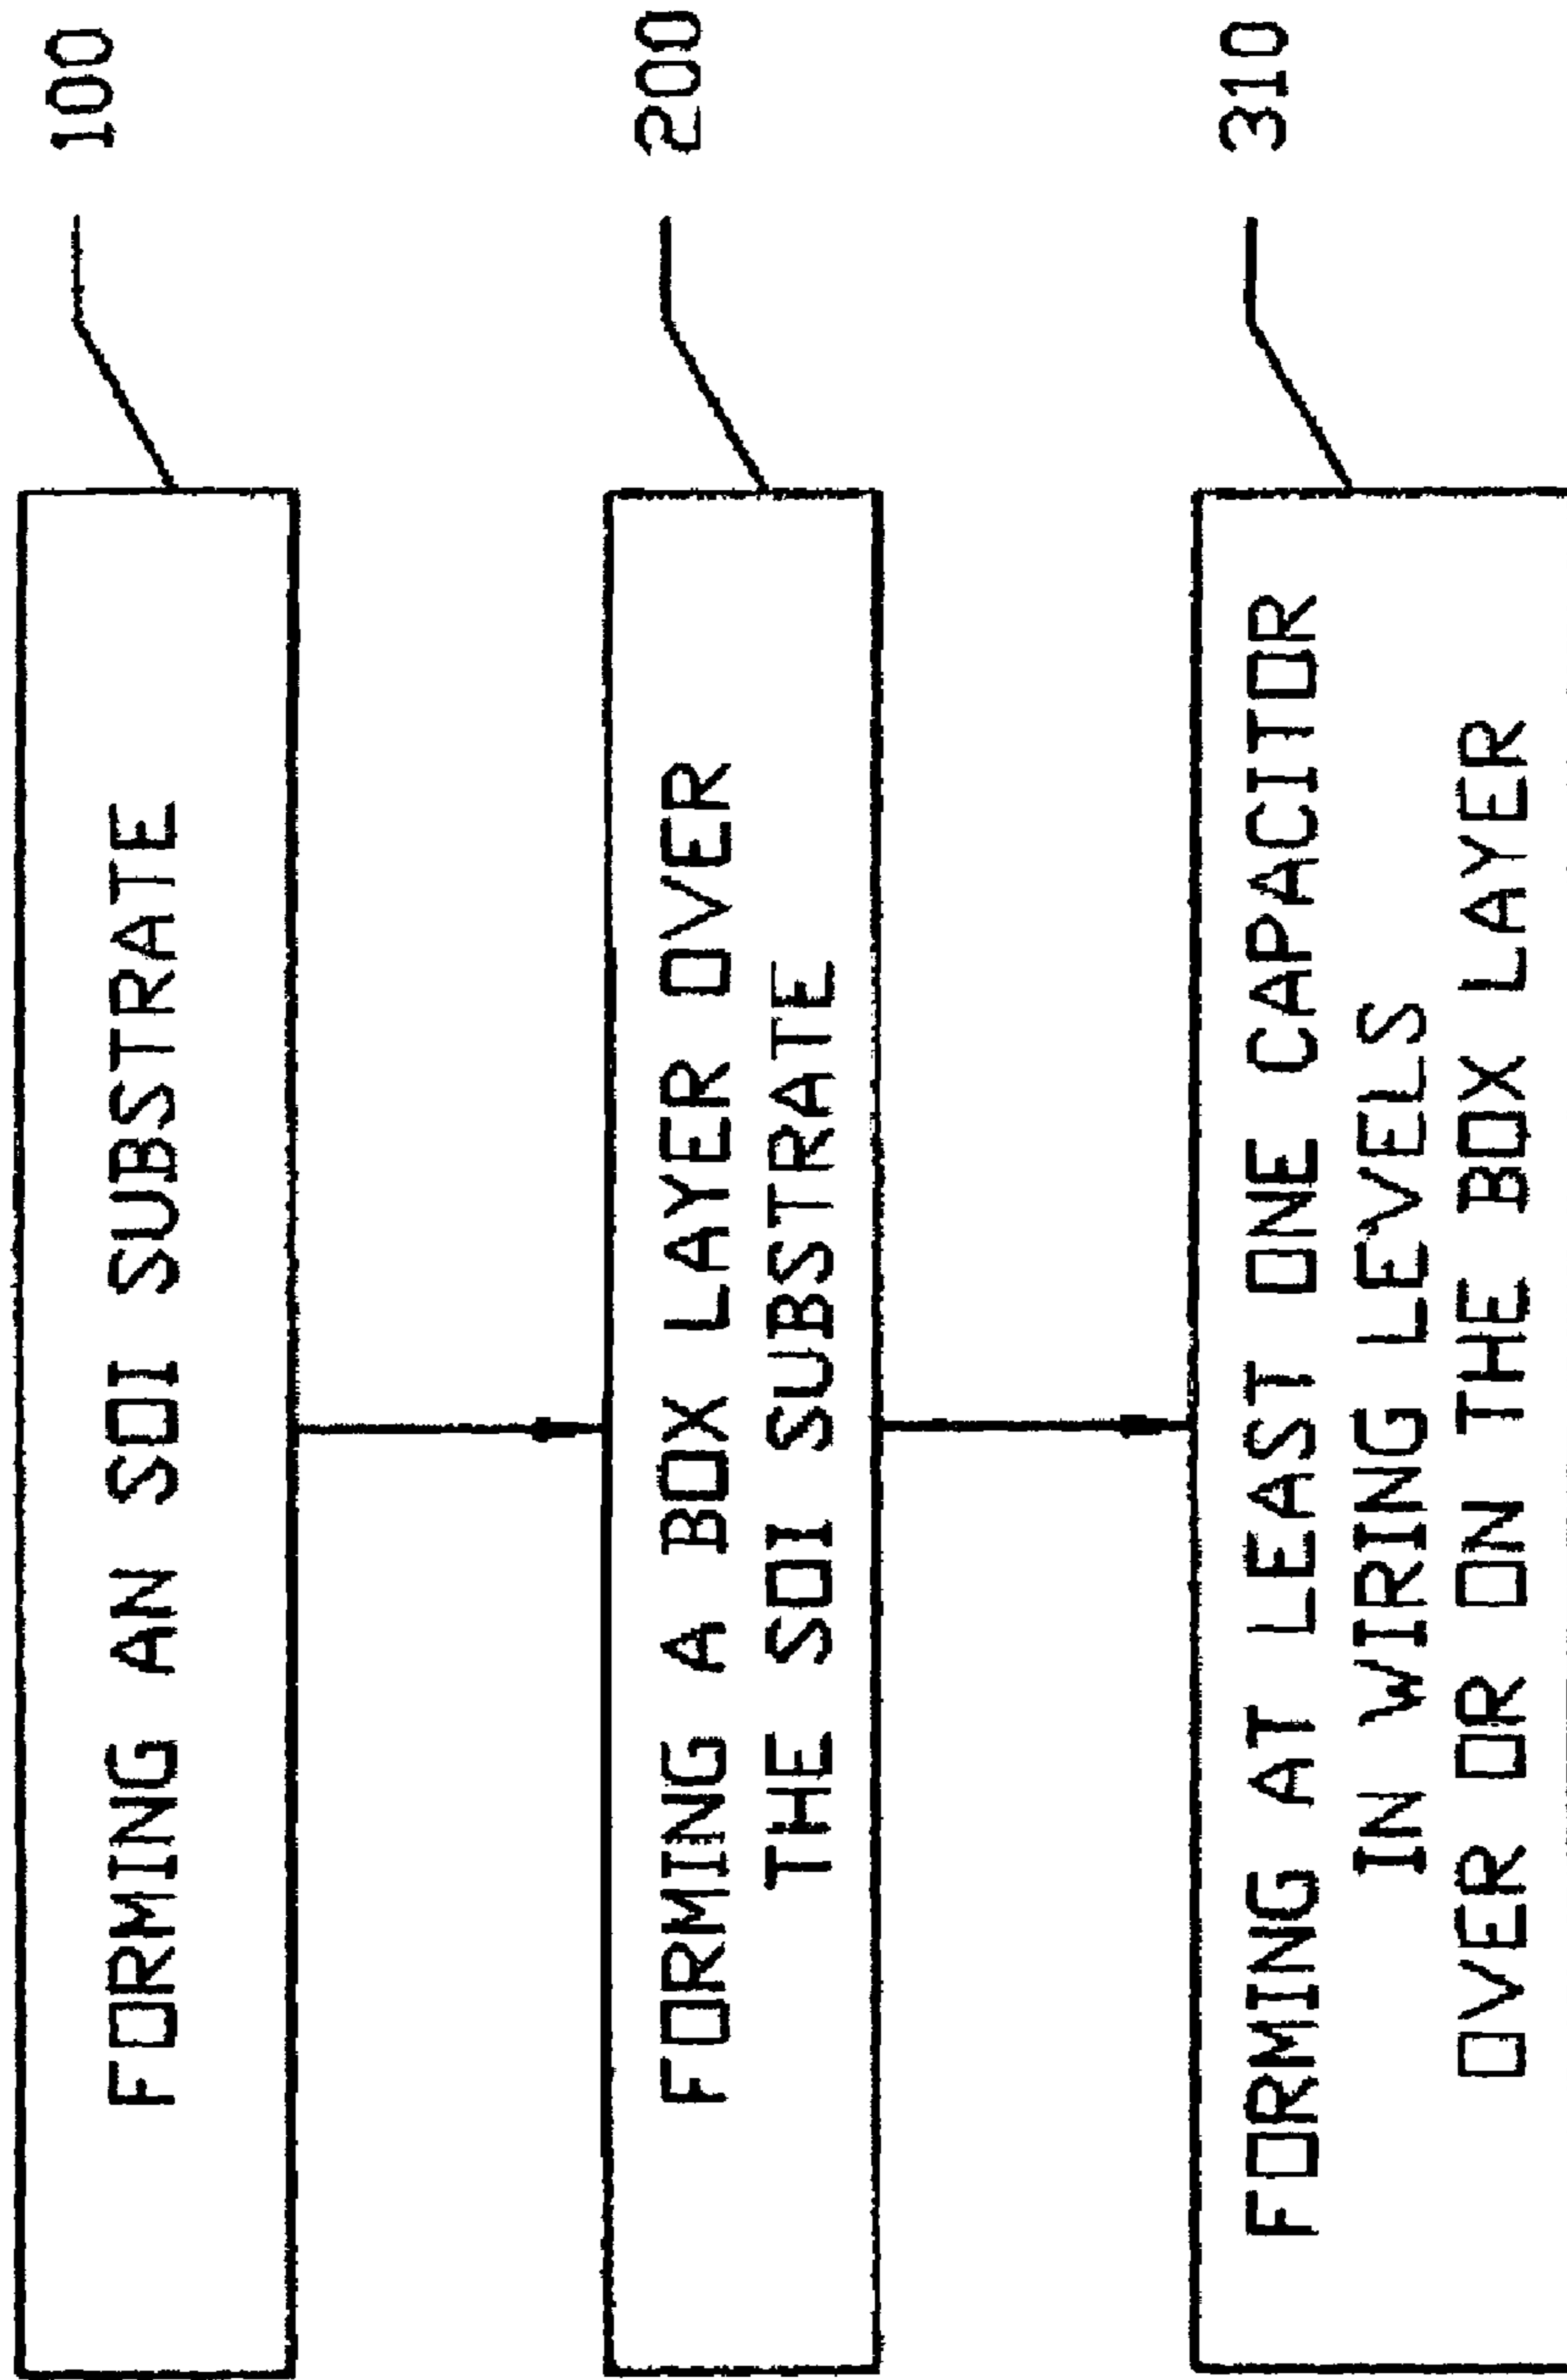 FORMING AN SOI SUBSTRATE
100
FORMING A BOX LAYER OVER
THE SOI SUBSTRATE
200
FORMING AT LEAST ONE CAPACITOR
IN WIRING LEVELS
OVER OR ON THE BOX LAYER
310